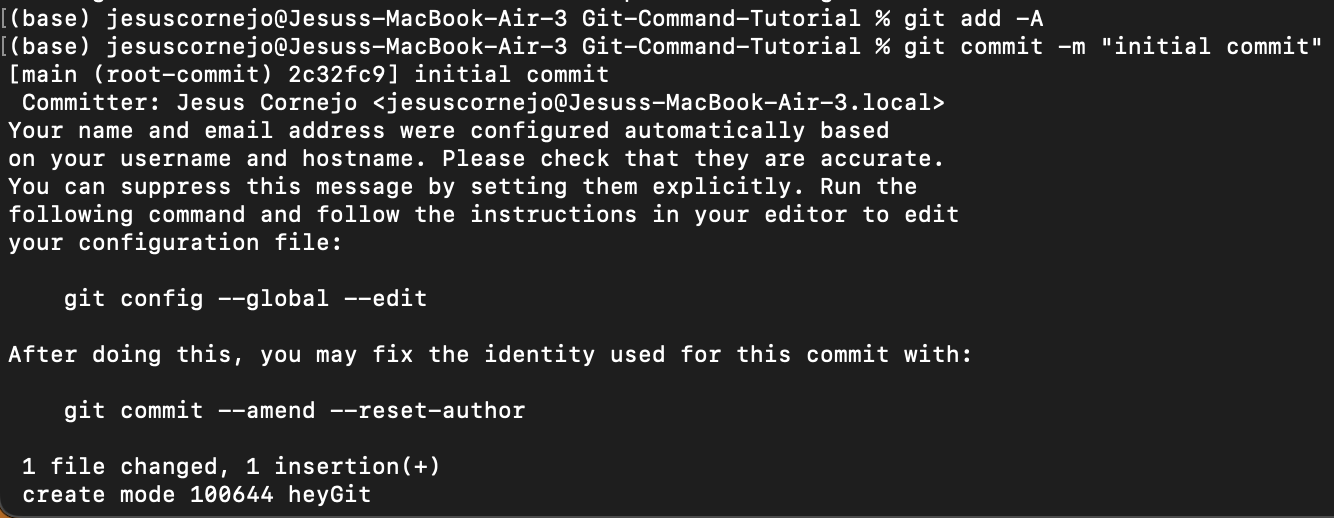 [(base) jesuscornejo@Jesuss-MacBook-Air-3 Git-Command-Tutorial % git add -A
[(base) jesuscornejo@Jesuss-MacBook-Air-3 Git-Command-Tutorial % git commit -m "initial commit"
[main (root-commit) 2c32fc9] initial commit
 Committer: Jesus Cornejo <jesuscornejo@Jesuss-MacBook-Air-3.local>
Your name and email address were configured automatically based
on your username and hostname. Please check that they are accurate.
You can suppress this message by setting them explicitly. Run the
following command and follow the instructions in your editor to edit
your configuration file:

    git config --global --edit

After doing this, you may fix the identity used for this commit with:

    git commit --amend --reset-author

 1 file changed, 1 insertion(+)
 create mode 100644 heyGit